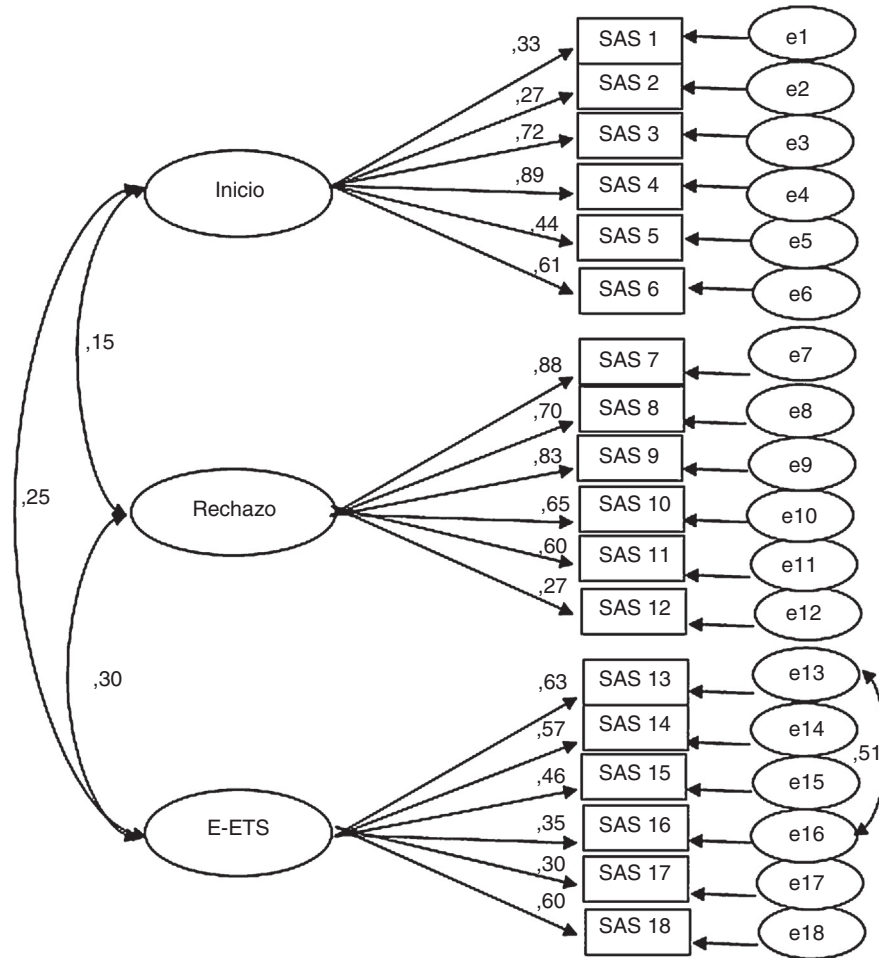 ,33
SAS 1
e1
,27
SAS 2
e2
,72
SAS 3
e3
Inicio
,89
SAS 4
e4
,44
SAS 5
e5
,61
SAS 6
e6
,15
,88
SAS 7
e7
,70
SAS 8
e8
,83
SAS 9
e9
,25
Rechazo
,65
SAS 10
e10
,60
SAS 11
e11
,27
SAS 12
e12
,30
,63
SAS 13
e13
,57
SAS 14
e14
,51
,46
SAS 15
e15
E-ETS
,35
SAS 16
e16
,30
SAS 17
e17
,60
SAS 18
e18